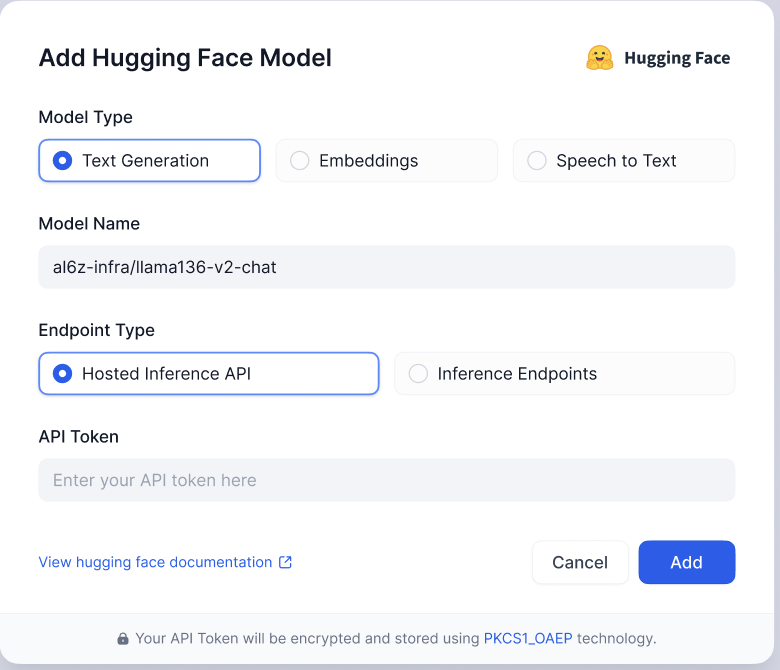 Add Hugging Face Model
Hugging Face
Model Type
Text Generation
Embeddings
Speech to Text
Model Name
al6z-infra/llama136-v2-chat
Endpoint Type
Hosted Inference API
Inference Endpoints
API Token
Enter your API token here
View hugging face documentation
Cancel
Add
Your API Token will be encrypted and stored using PKCS1_OAEP technology.